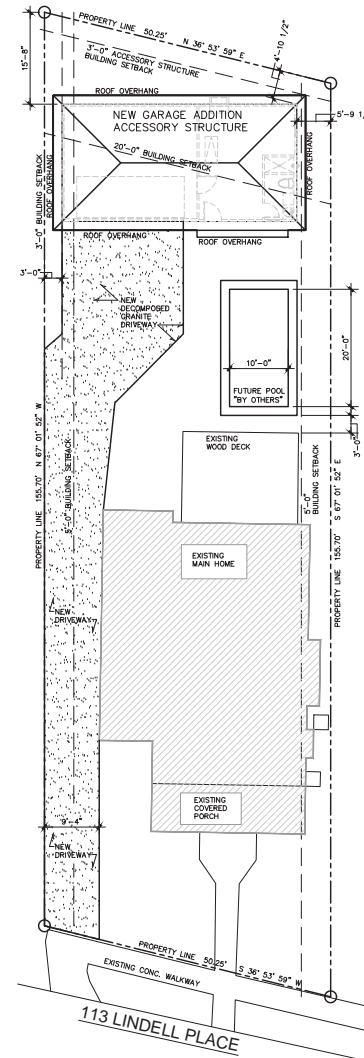 PROPERTY LINE 50.25' N 36° 53' 59" E
15'-8"
4'-10 1/2"
3'-0" ACCESSORY STRUCTURE
BUILDING SETBACK
ROOF OVERHANG
5'-9 1
NEW GARAGE ADDITION
ACCESSORY STRUCTURE
20'-0" BUILDING SETBACK
3'-0" BUILDING SETBACK
ROOF OVERHANG
ROOF OVERHANG
ROOF OVERHANG
ROOF OVERHANG
3'-0"
NEW
DECOMPOSED
GRANITE
DRIVEWAY
10'-0"
20'-0"
FUTURE POOL
"BY OTHERS"
3'-0"
EXISTING
WOOD DECK
PROPERTY LINE 155.70' N 67° 01' 52" W
5'-0" BUILDING SETBACK
5'-0"
BUILDING SETBACK
PROPERTY LINE 155.70' S 67° 01' 52" E
EXISTING
MAIN HOME
NEW
DRIVEWAY
EXISTING
COVERED
PORCH
9'-4"
NEW
DRIVEWAY
PROPERTY LINE 50.25' S 36° 53' 59" W
EXISTING CONC. WALKWAY
113 LINDELL PLACE